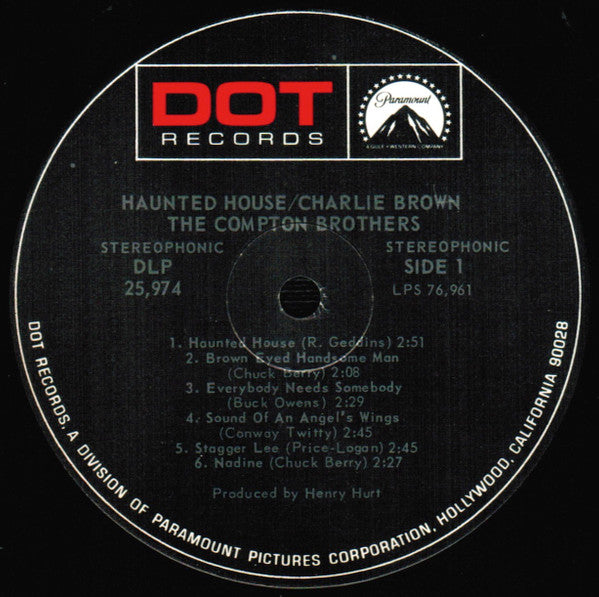 DOT
RECORDS
Paramount
A GULF+WESTERN COMPANY
HAUNTED HOUSE/CHARLIE BROWN
THE COMPTON BROTHERS
STEREOPHONIC
DLP
25,974
STEREOPHONIC
SIDE 1
LPS 76,961
1. Haunted House (R. Geddins) 2:51
2. Brown Eyed Handsome Man
(Chuck Berry) 2:08
3. Everybody Needs Somebody
(Buck Owens) 2:29
4. Sound Of An Angel's Wings
(Conway Twitty) 2:45
5. Stagger Lee (Price-Logan) 2:45
6. Nadine (Chuck Berry) 2:27
Produced by Henry Hurt
DOT RECORDS, A DIVISION OF PARAMOUNT PICTURES CORPORATION, HOLLYWOOD, CALIFORNIA 90028